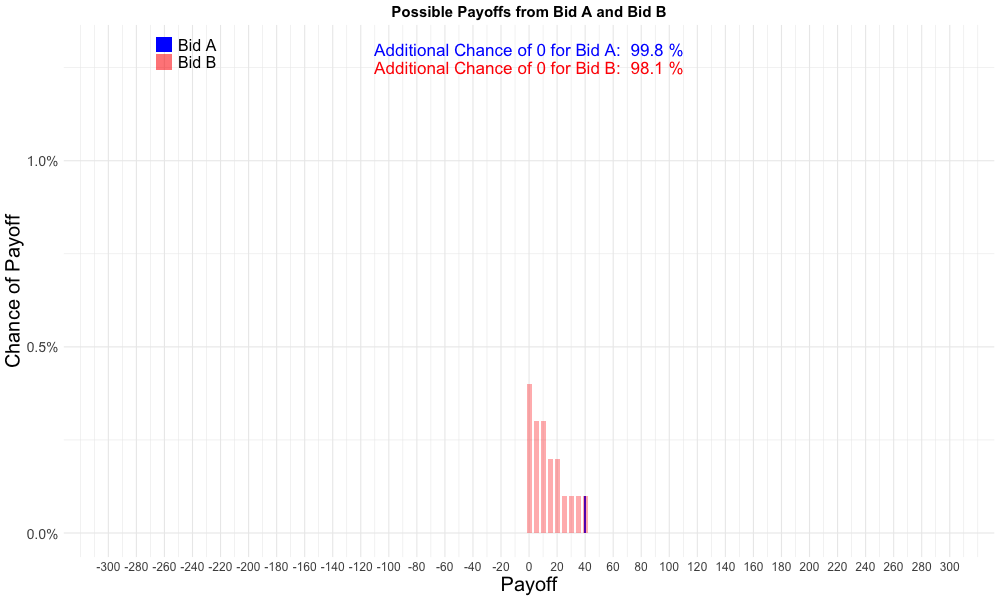 Possible Payoffs from Bid A and Bid B
Bid A
Bid B
Additional Chance of 0 for Bid A:  99.8 %
Additional Chance of 0 for Bid B:  98.1 %
Chance of Payoff
1.0%
0.5%
0.0%
-300 -280 -260 -240 -220 -200 -180 -160 -140 -120 -100 -80 -60 -40 -20 0 20 40 60 80 100 120 140 160 180 200 220 240 260 280 300
Payoff